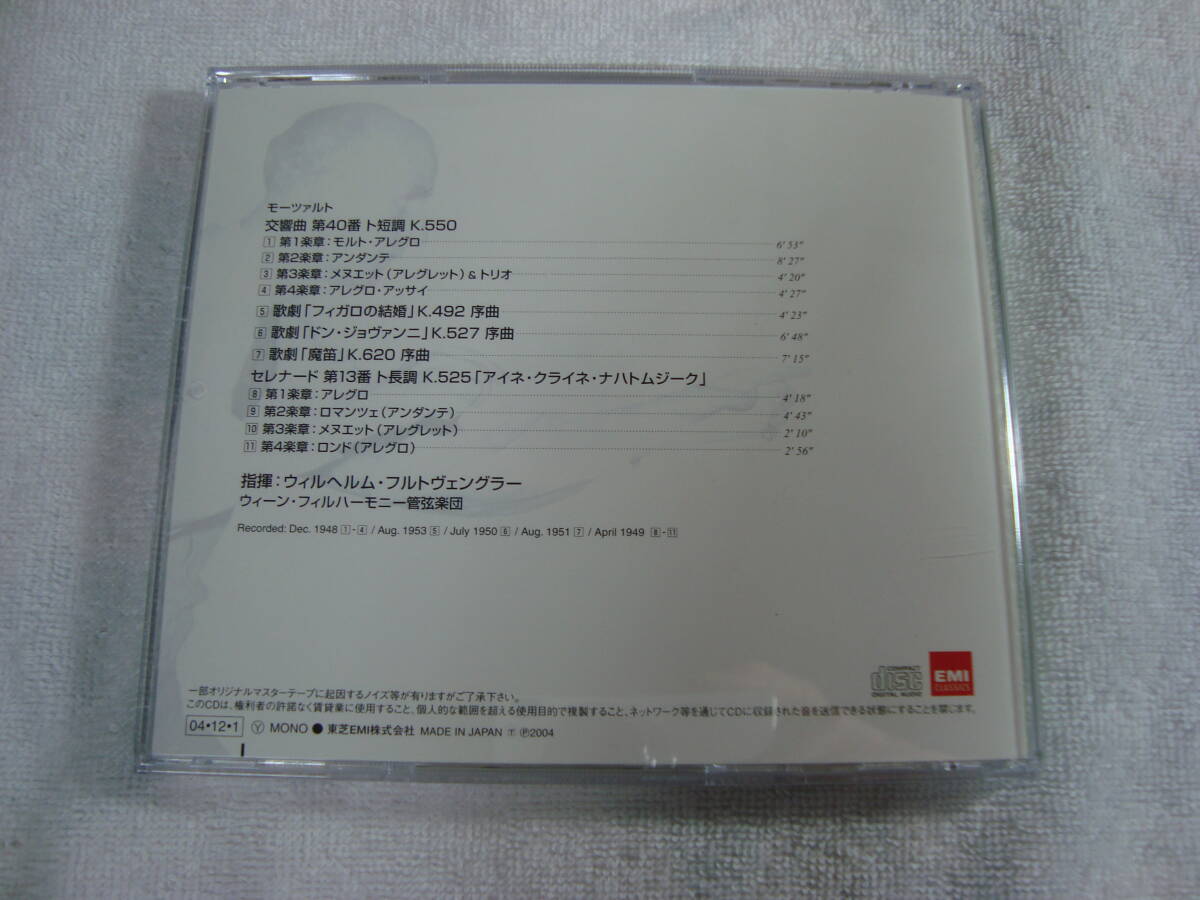 モーツァルト
交響曲 第40番 ト短調 K.550
1 第1楽章：モルト・アレグロ 6' 53"
2 第2楽章：アンダンテ 8' 27"
3 第3楽章：メヌエット（アレグレット）& トリオ 4' 20"
4 第4楽章：アレグロ・アッサイ 4' 27"
5 歌劇「フィガロの結婚」K.492 序曲 4' 23"
6 歌劇「ドン・ジョヴァンニ」K.527 序曲 6' 48"
7 歌劇「魔笛」K.620 序曲 7' 15"
セレナード 第13番 ト長調 K.525「アイネ・クライネ・ナハトムジーク」
8 第1楽章：アレグロ 4' 18"
9 第2楽章：ロマンツェ（アンダンテ） 4' 43"
10 第3楽章：メヌエット（アレグレット） 2' 10"
11 第4楽章：ロンド（アレグロ） 2' 56"
指揮：ウィルヘルム・フルトヴェングラー
ウィーン・フィルハーモニー管弦楽団
Recorded: Dec. 1948 1-4 / Aug. 1953 5 / July 1950 6 / Aug. 1951 7 / April 1949 8-11
COMPACT disc DIGITAL AUDIO
EMI CLASSICS
一部オリジナルマスターテープに起因するノイズ等が有りますがご了承下さい。
このCDは、権利者の許諾なく賃貸業に使用すること、個人的な範囲を超える使用目的で複製すること、ネットワーク等を通じてCDに収録された音を送信できる状態にすることを禁じます。
04・12・1 Ⓨ MONO ● 東芝EMI株式会社 MADE IN JAPAN Ⓣ Ⓟ2004